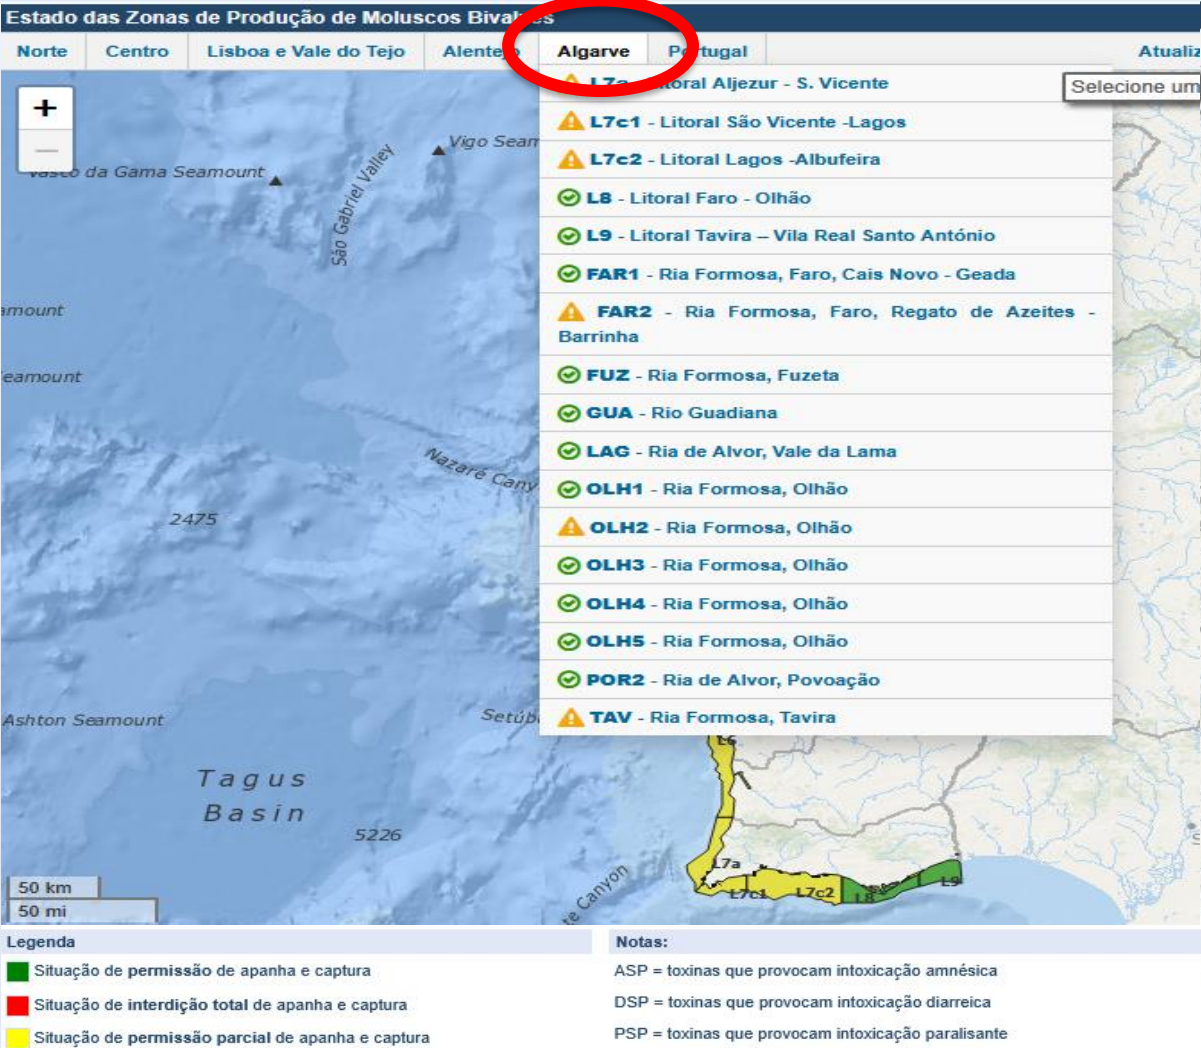 Estado das Zonas de Produção de Moluscos Bivalves
Norte Centro Lisboa e Vale do Tejo Alentejo Algarve Portugal Atualiz
L7a Litoral Aljezur - S. Vicente
Selecione um
L7c1 - Litoral São Vicente -Lagos
L7c2 - Litoral Lagos -Albufeira
L8 - Litoral Faro - Olhão
L9 - Litoral Tavira – Vila Real Santo António
FAR1 - Ria Formosa, Faro, Cais Novo - Geada
FAR2 - Ria Formosa, Faro, Regato de Azeites -
Barrinha
FUZ - Ria Formosa, Fuzeta
GUA - Rio Guadiana
LAG - Ria de Alvor, Vale da Lama
OLH1 - Ria Formosa, Olhão
OLH2 - Ria Formosa, Olhão
OLH3 - Ria Formosa, Olhão
OLH4 - Ria Formosa, Olhão
OLH5 - Ria Formosa, Olhão
POR2 - Ria de Alvor, Povoação
TAV - Ria Formosa, Tavira
+
−
Vigo Seam
Vasco da Gama Seamount
São Gabriel Valley
amount
eamount
Nazaré Cany
2475
Ashton Seamount
Setúb
Tagus
Basin
5226
te Canyon
L6
L7a
L7c1
L7c2
L8
L9
50 km
50 mi
Legenda
Situação de permissão de apanha e captura
Situação de interdição total de apanha e captura
Situação de permissão parcial de apanha e captura
Notas:
ASP = toxinas que provocam intoxicação amnésica
DSP = toxinas que provocam intoxicação diarreica
PSP = toxinas que provocam intoxicação paralisante